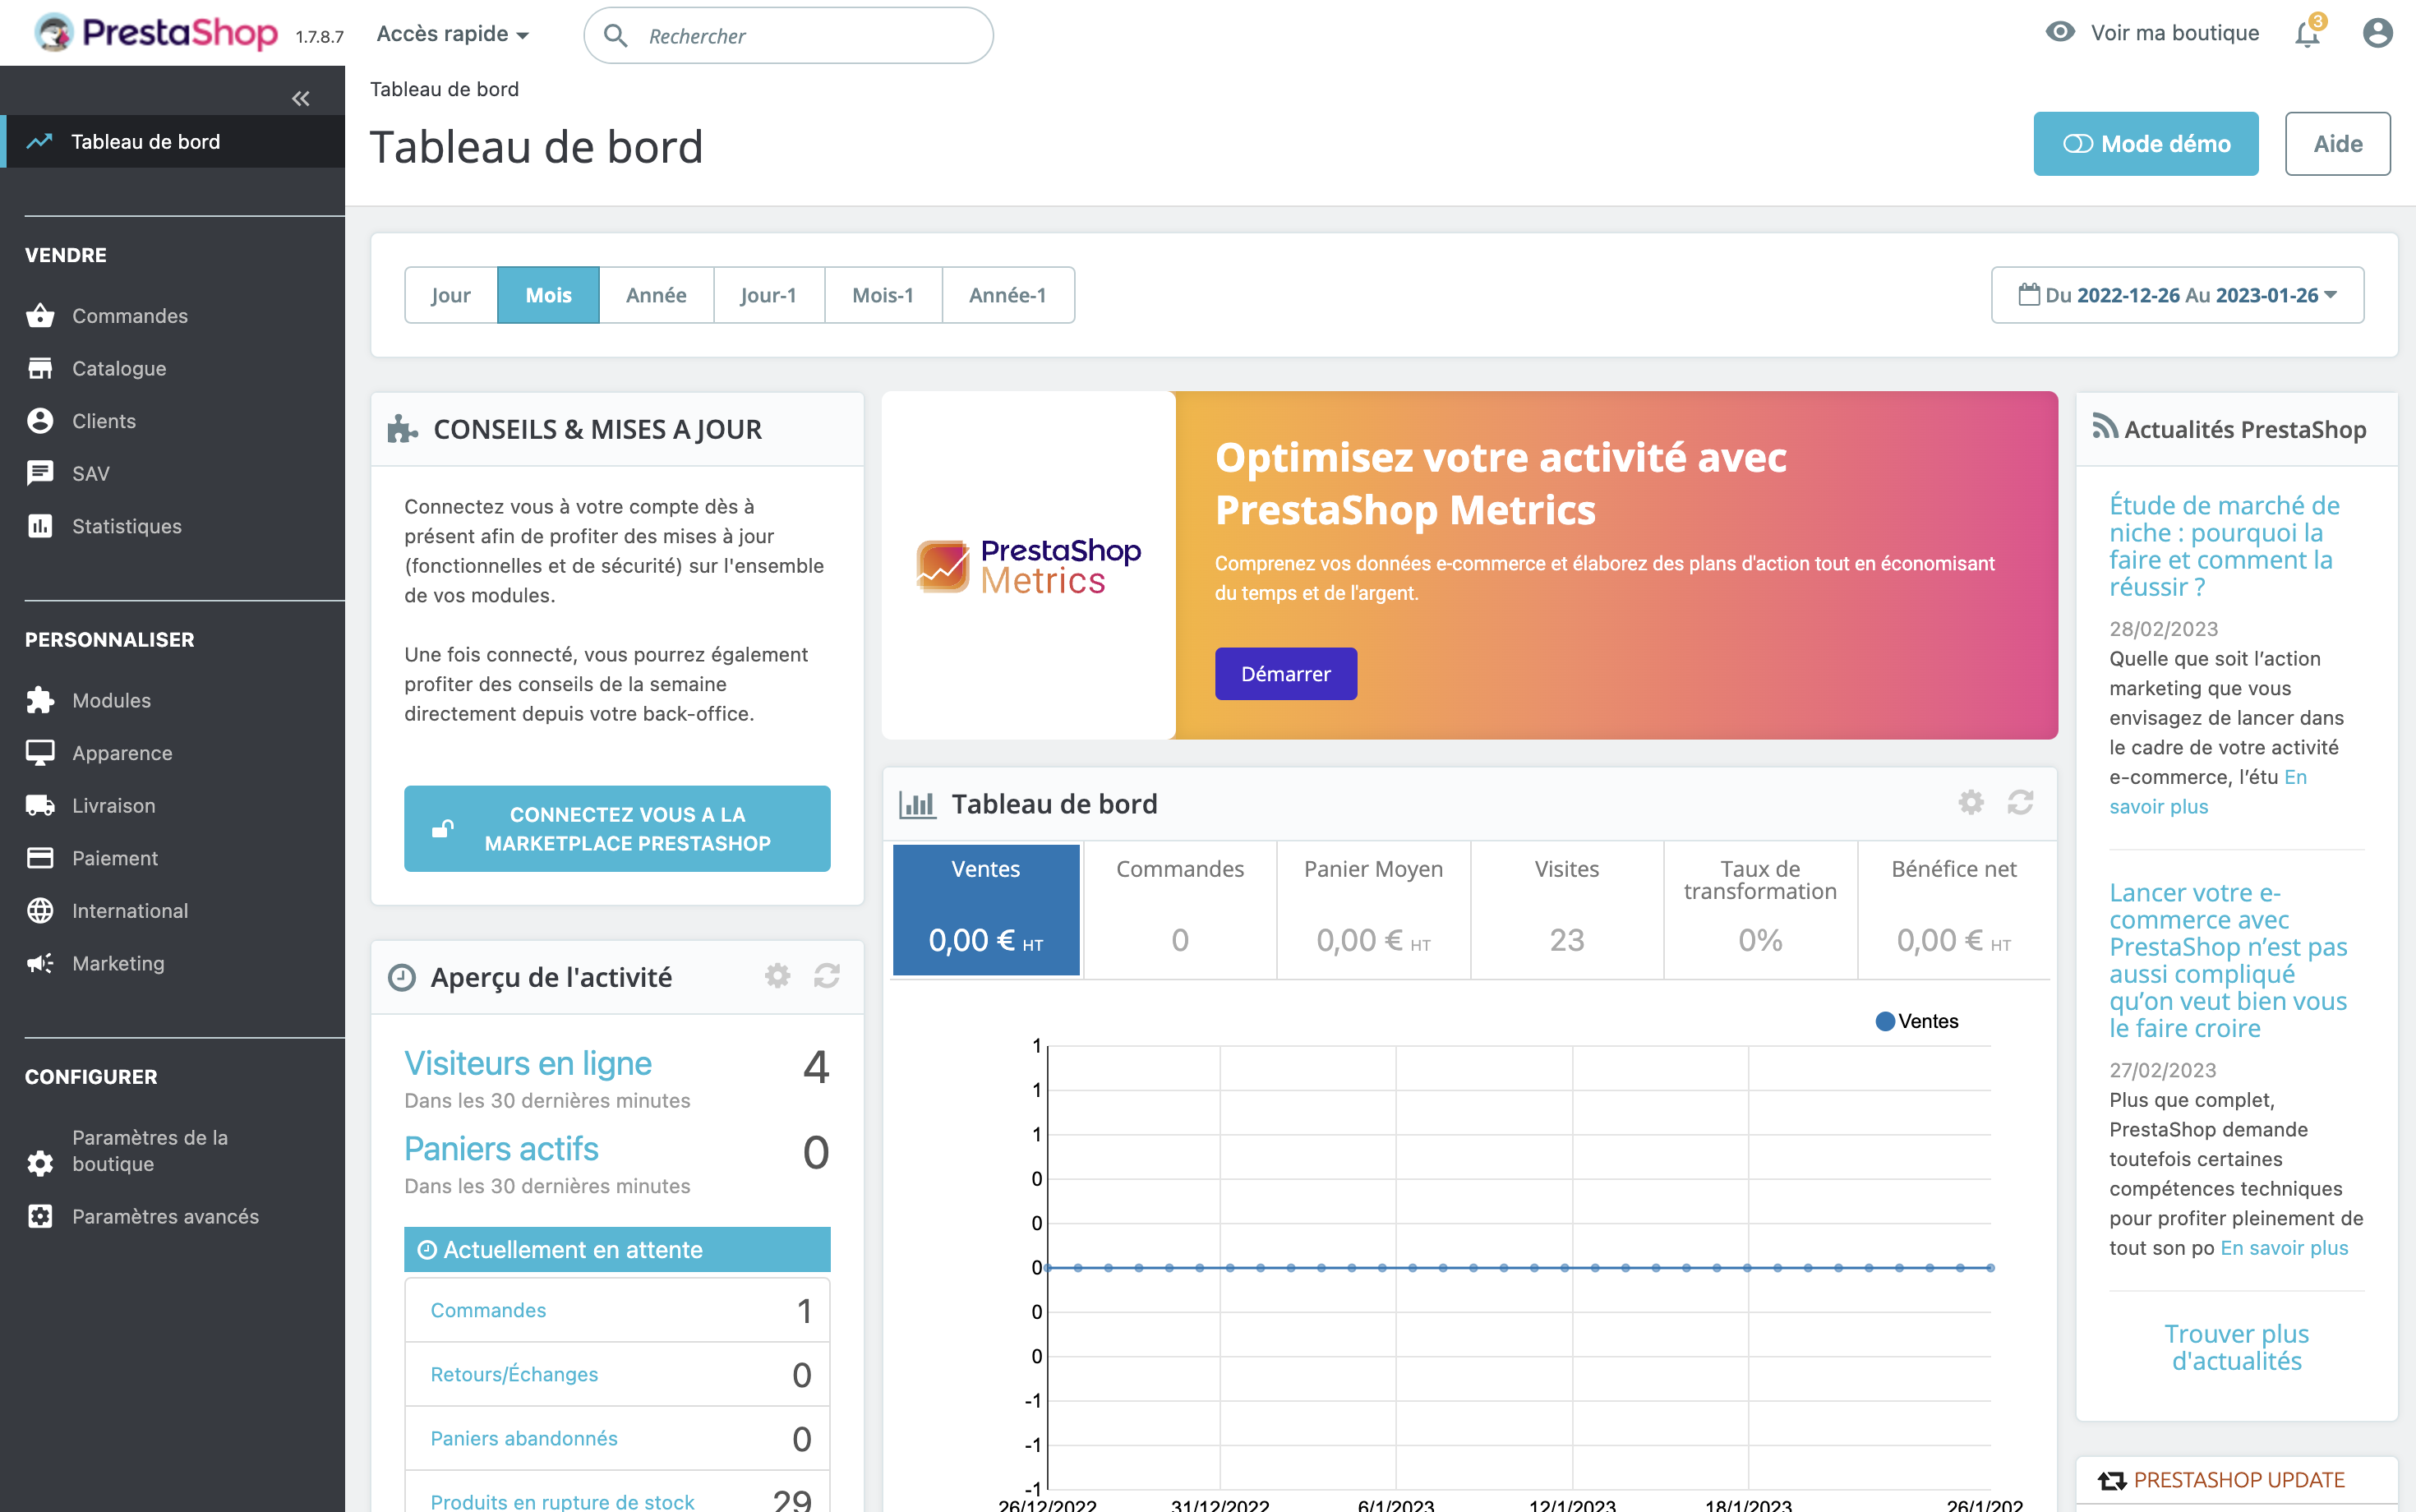 PrestaShop 1.7.8.7 Accès rapide Rechercher Voir ma boutique 3
Tableau de bord
Tableau de bord
Mode démo
Aide
Tableau de bord
VENDRE
Commandes
Catalogue
Clients
SAV
Statistiques
PERSONNALISER
Modules
Apparence
Livraison
Paiement
International
Marketing
CONFIGURER
Paramètres de la
boutique
Paramètres avancés
Jour Mois Année Jour-1 Mois-1 Année-1
Du 2022-12-26 Au 2023-01-26
CONSEILS & MISES A JOUR
Connectez vous à votre compte dès à
présent afin de profiter des mises à jour
(fonctionnelles et de sécurité) sur l'ensemble
de vos modules.
Une fois connecté, vous pourrez également
profiter des conseils de la semaine
directement depuis votre back-office.
CONNECTEZ VOUS A LA
MARKETPLACE PRESTASHOP
Aperçu de l'activité
Visiteurs en ligne 4
Dans les 30 dernières minutes
Paniers actifs 0
Dans les 30 dernières minutes
Actuellement en attente
Commandes 1
Retours/Échanges 0
Paniers abandonnés 0
Produits en rupture de stock 29
PrestaShop
Metrics
Optimisez votre activité avec
PrestaShop Metrics
Comprenez vos données e-commerce et élaborez des plans d'action tout en économisant
du temps et de l'argent.
Démarrer
Tableau de bord
Ventes
0,00 € HT
Commandes
0
Panier Moyen
0,00 € HT
Visites
23
Taux de
transformation
0%
Bénéfice net
0,00 € HT
Ventes
1
1
1
0
0
0
0
0
-1
-1
-1
26/12/2022 31/12/2022 6/1/2023 12/1/2023 18/1/2023 26/1/202
Actualités PrestaShop
Étude de marché de
niche : pourquoi la
faire et comment la
réussir ?
28/02/2023
Quelle que soit l’action
marketing que vous
envisagez de lancer dans
le cadre de votre activité
e-commerce, l’étu En
savoir plus
Lancer votre e-
commerce avec
PrestaShop n’est pas
aussi compliqué
qu’on veut bien vous
le faire croire
27/02/2023
Plus que complet,
PrestaShop demande
toutefois certaines
compétences techniques
pour profiter pleinement de
tout son po En savoir plus
Trouver plus
d'actualités
PRESTASHOP UPDATE